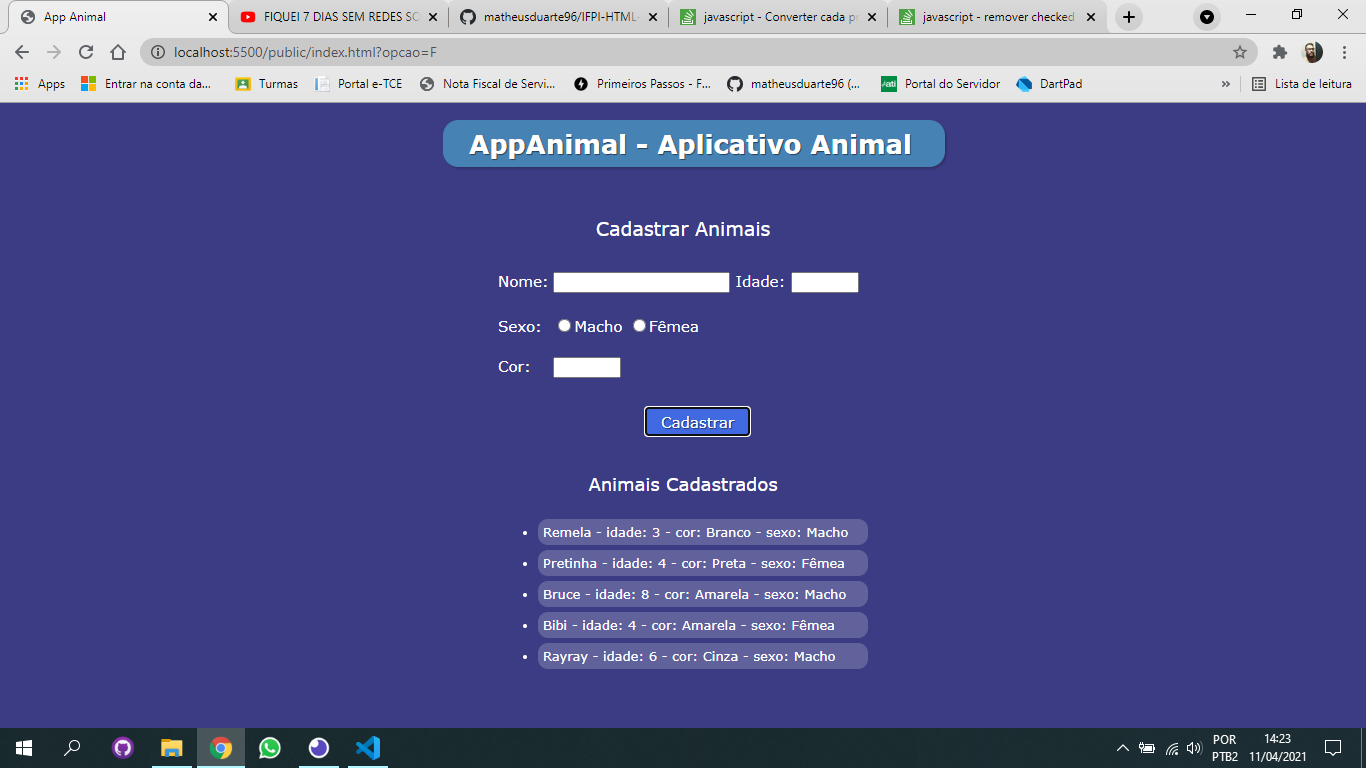 App Animal
FIQUEI 7 DIAS SEM REDES SC
matheusduarte96/IFPI-HTML-
javascript - Converter cada p
javascript - remover checked
localhost:5500/public/index.html?opcao=F
Apps
Entrar na conta da...
Turmas
Portal e-TCE
Nota Fiscal de Servi...
Primeiros Passos - F...
matheusduarte96 (...
Portal do Servidor
DartPad
»
Lista de leitura
AppAnimal - Aplicativo Animal
Cadastrar Animais
Nome: Idade:
Sexo: Macho Fêmea
Cor:
Cadastrar
Animais Cadastrados
• Remela - idade: 3 - cor: Branco - sexo: Macho
• Pretinha - idade: 4 - cor: Preta - sexo: Fêmea
• Bruce - idade: 8 - cor: Amarela - sexo: Macho
• Bibi - idade: 4 - cor: Amarela - sexo: Fêmea
• Rayray - idade: 6 - cor: Cinza - sexo: Macho
POR
PTB2
14:23
11/04/2021